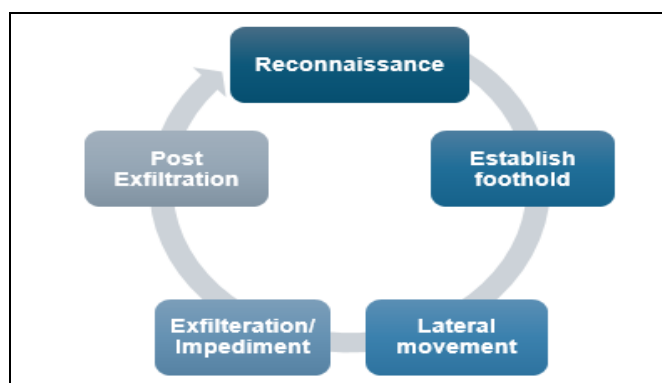 Reconnaissance
Establish
foothold
Lateral
movement
Exfilteration/
Impediment
Post
Exfiltration